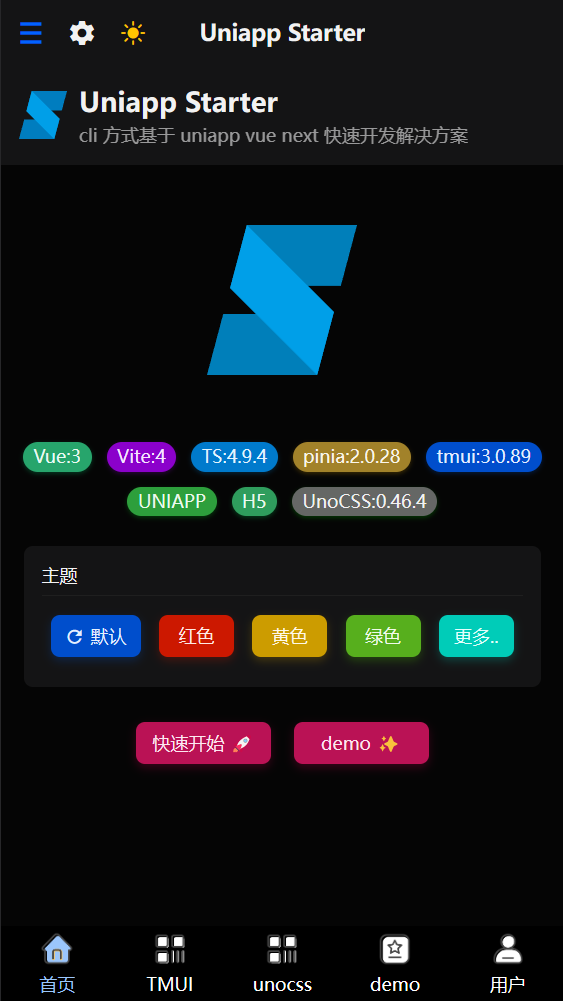 Uniapp Starter
Uniapp Starter
cli 方式基于 uniapp vue next 快速开发解决方案
Vue:3 Vite:4 TS:4.9.4 pinia:2.0.28 tmui:3.0.89
UNIAPP H5 UnoCSS:0.46.4
主题
默认 红色 黄色 绿色 更多..
快速开始 🚀 demo ✨
首页 TMUI unocss demo 用户